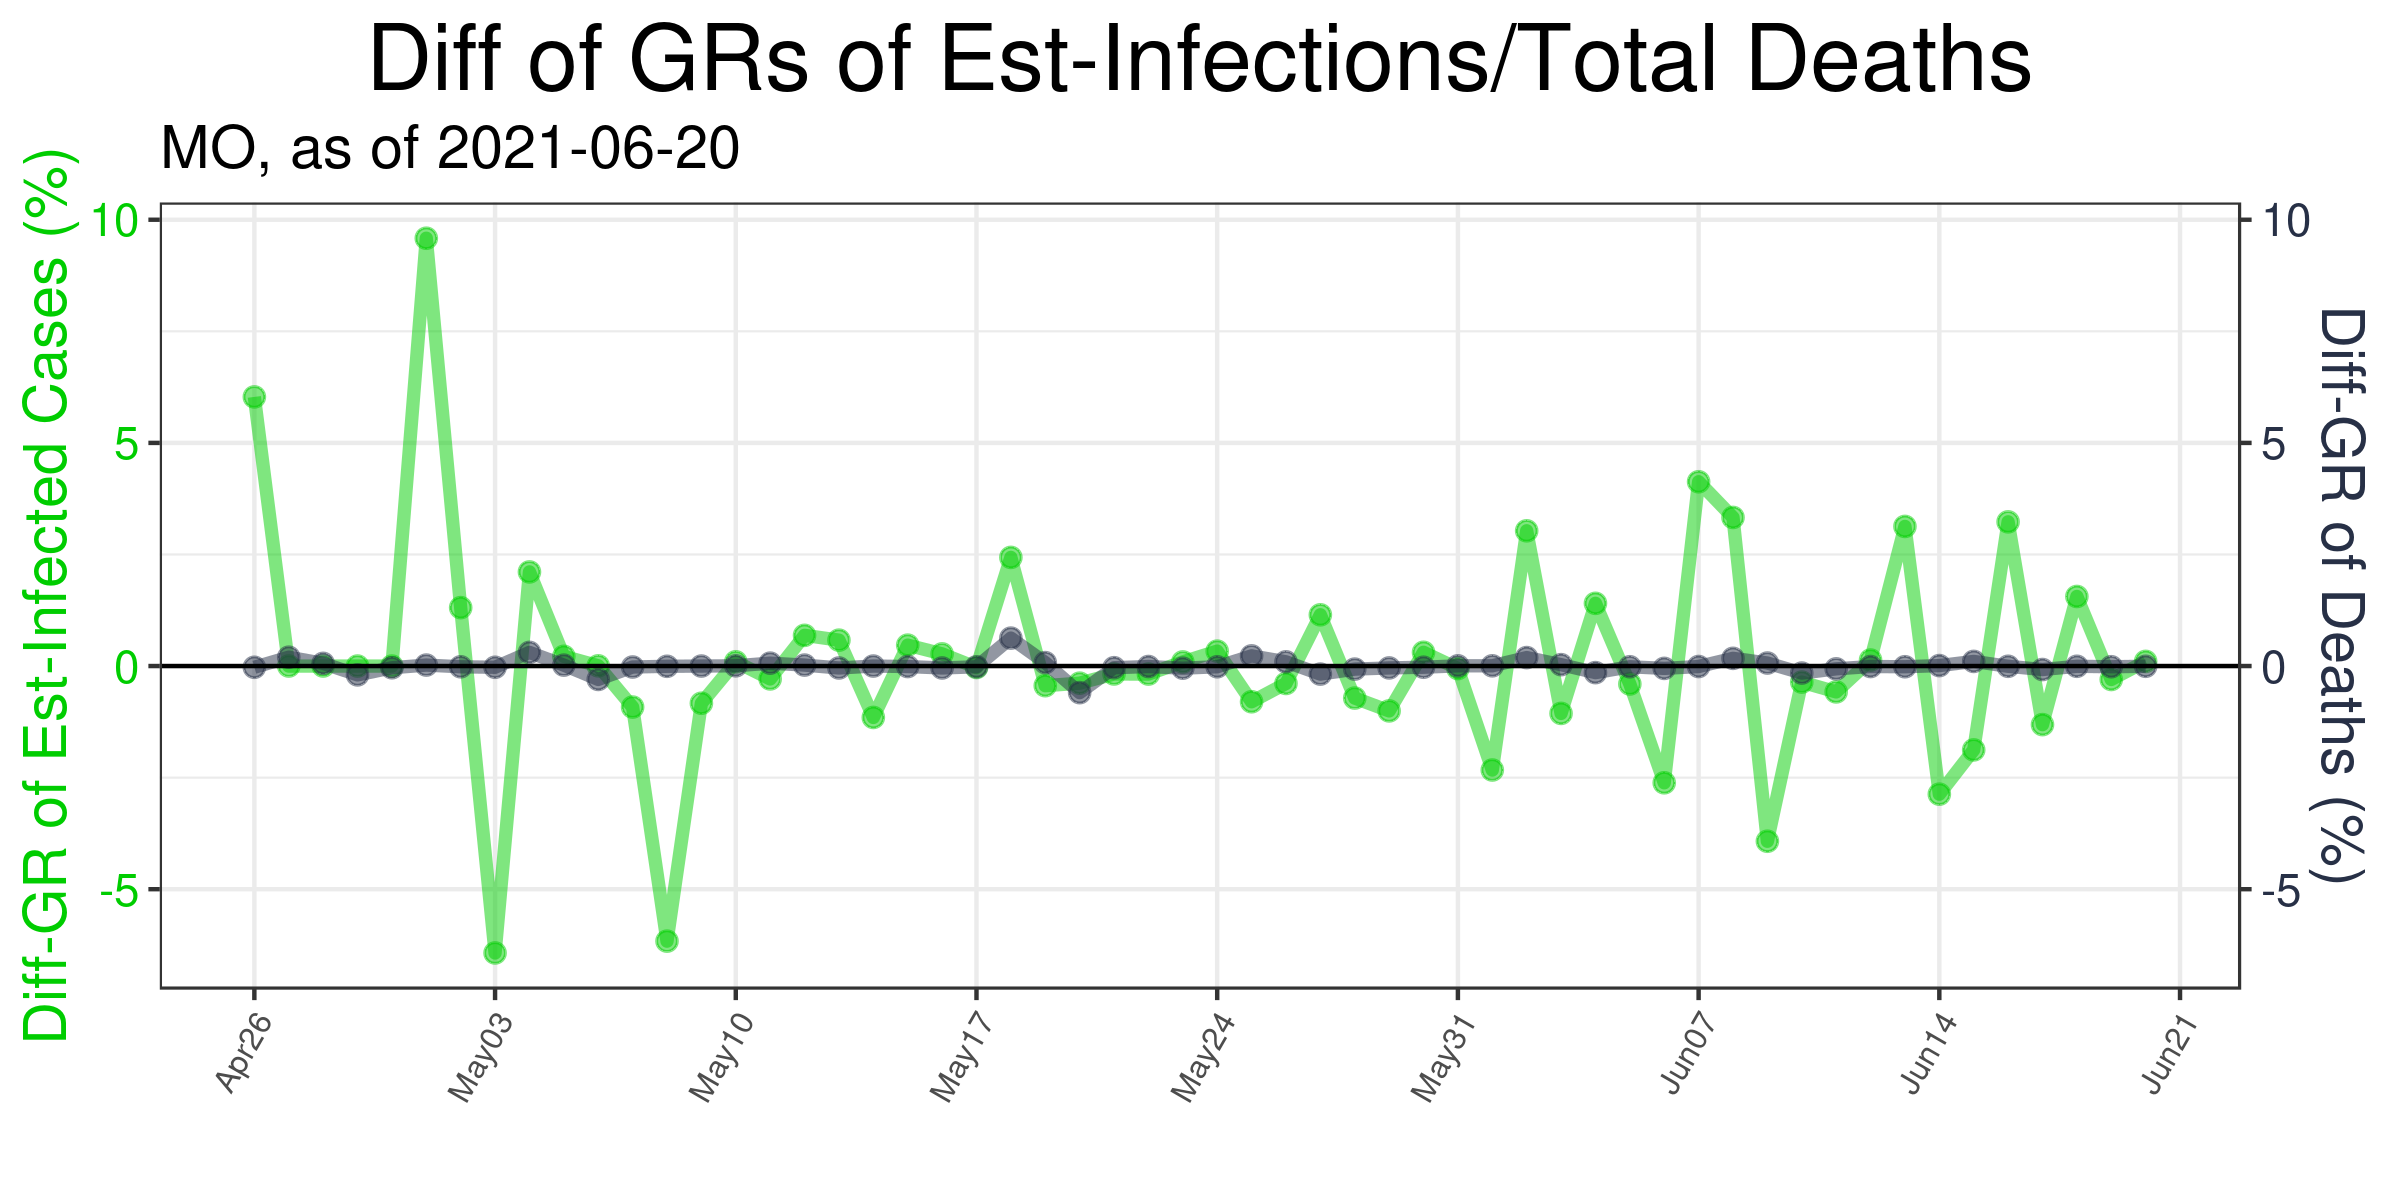 Diff of GRs of Est-Infections/Total Deaths
MO, as of 2021-06-20
Diff-GR of Est-Infected Cases (%)
10
5
0
-5
10
5
0
-5
Diff-GR of Deaths (%)
Apr26
May03
May10
May17
May24
May31
Jun07
Jun14
Jun21